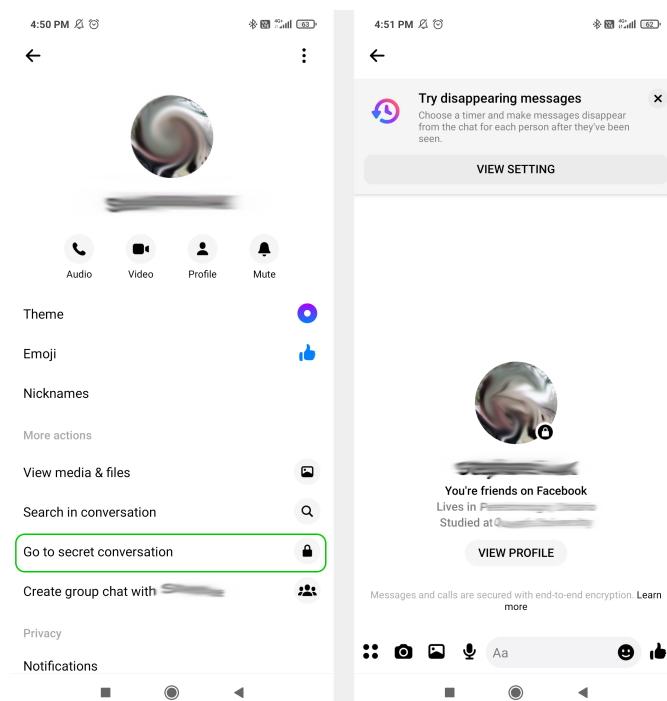 4:50 PM
4G+
63
Audio
Video
Profile
Mute
Theme
Emoji
Nicknames
More actions
View media & files
Search in conversation
Go to secret conversation
Create group chat with
Privacy
Notifications
4:51 PM
4G+
62
Try disappearing messages
Choose a timer and make messages disappear
from the chat for each person after they've been
seen.
VIEW SETTING
You're friends on Facebook
Lives in
Studied at
VIEW PROFILE
Messages and calls are secured with end-to-end encryption. Learn
more
Aa